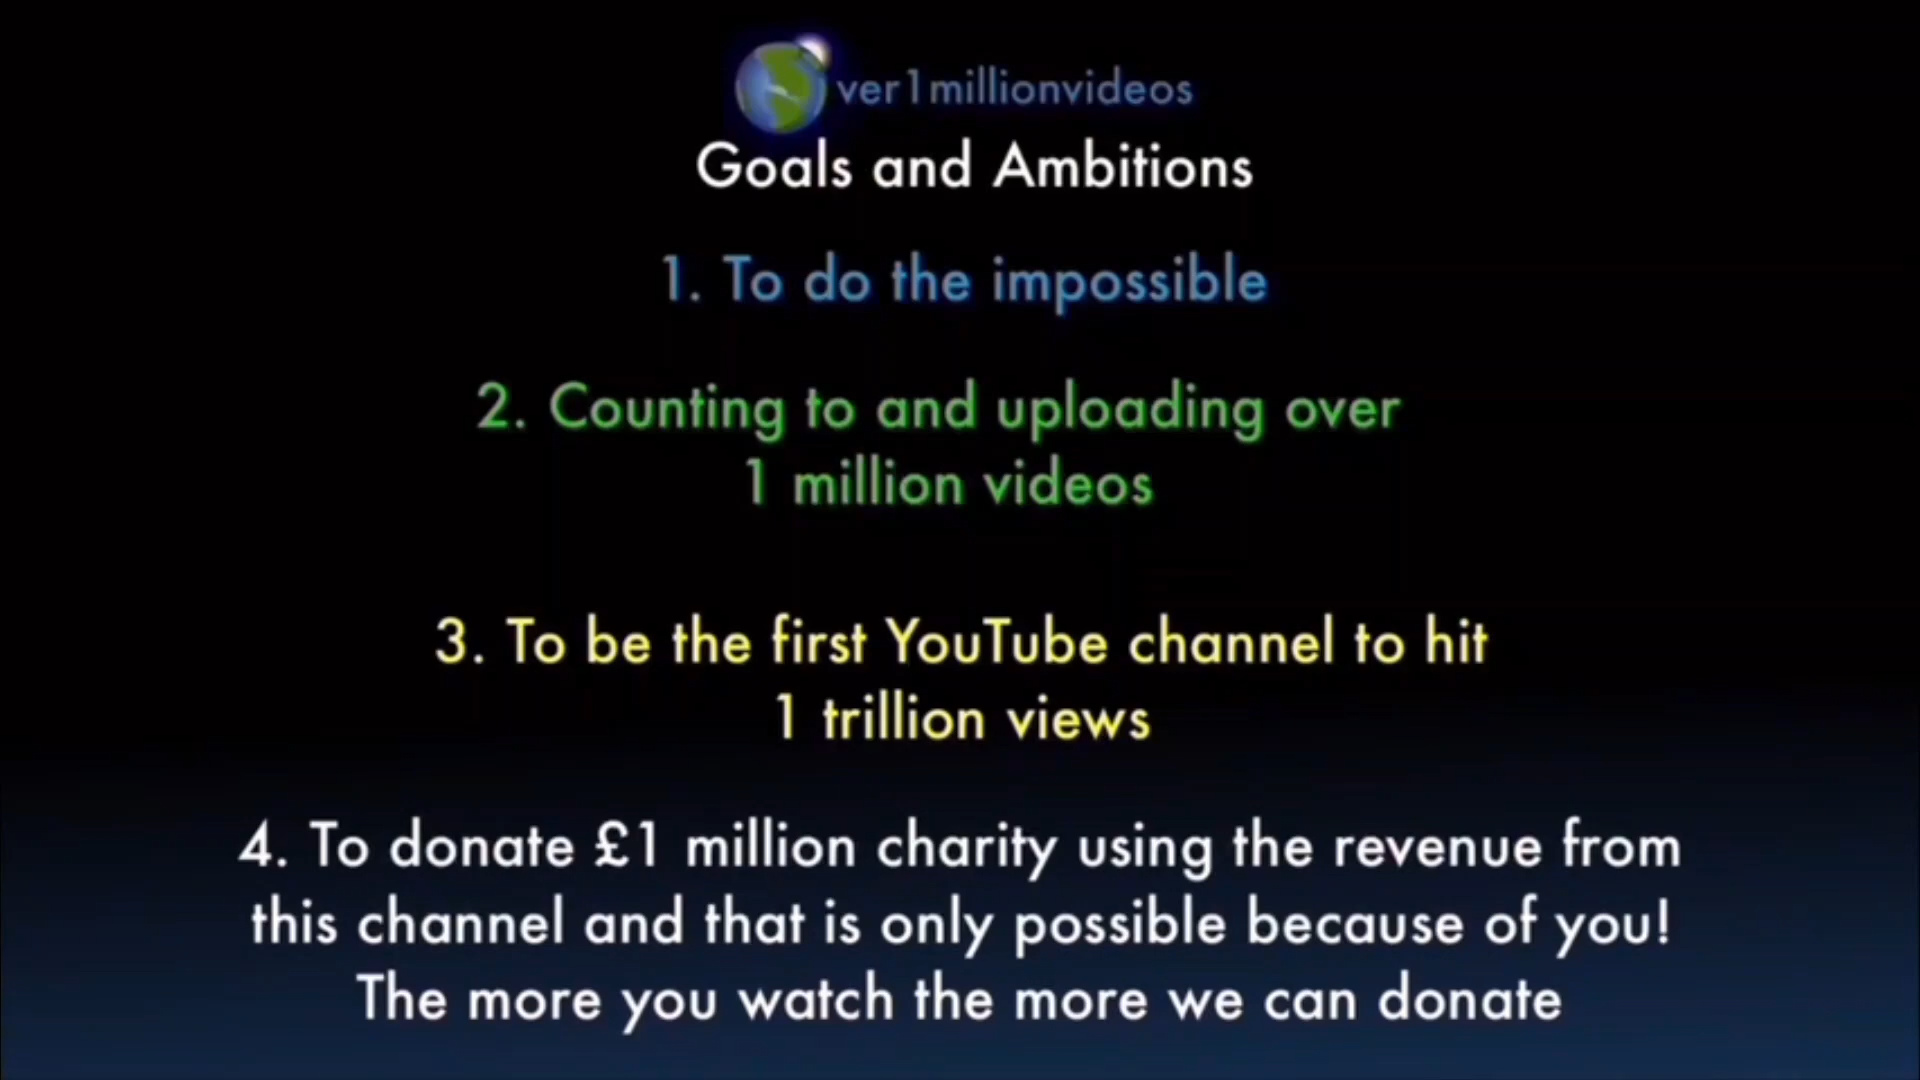 ver1millionvideos
Goals and Ambitions
1. To do the impossible
2. Counting to and uploading over
1 million videos
3. To be the first YouTube channel to hit
1 trillion views
4. To donate £1 million charity using the revenue from
this channel and that is only possible because of you!
The more you watch the more we can donate